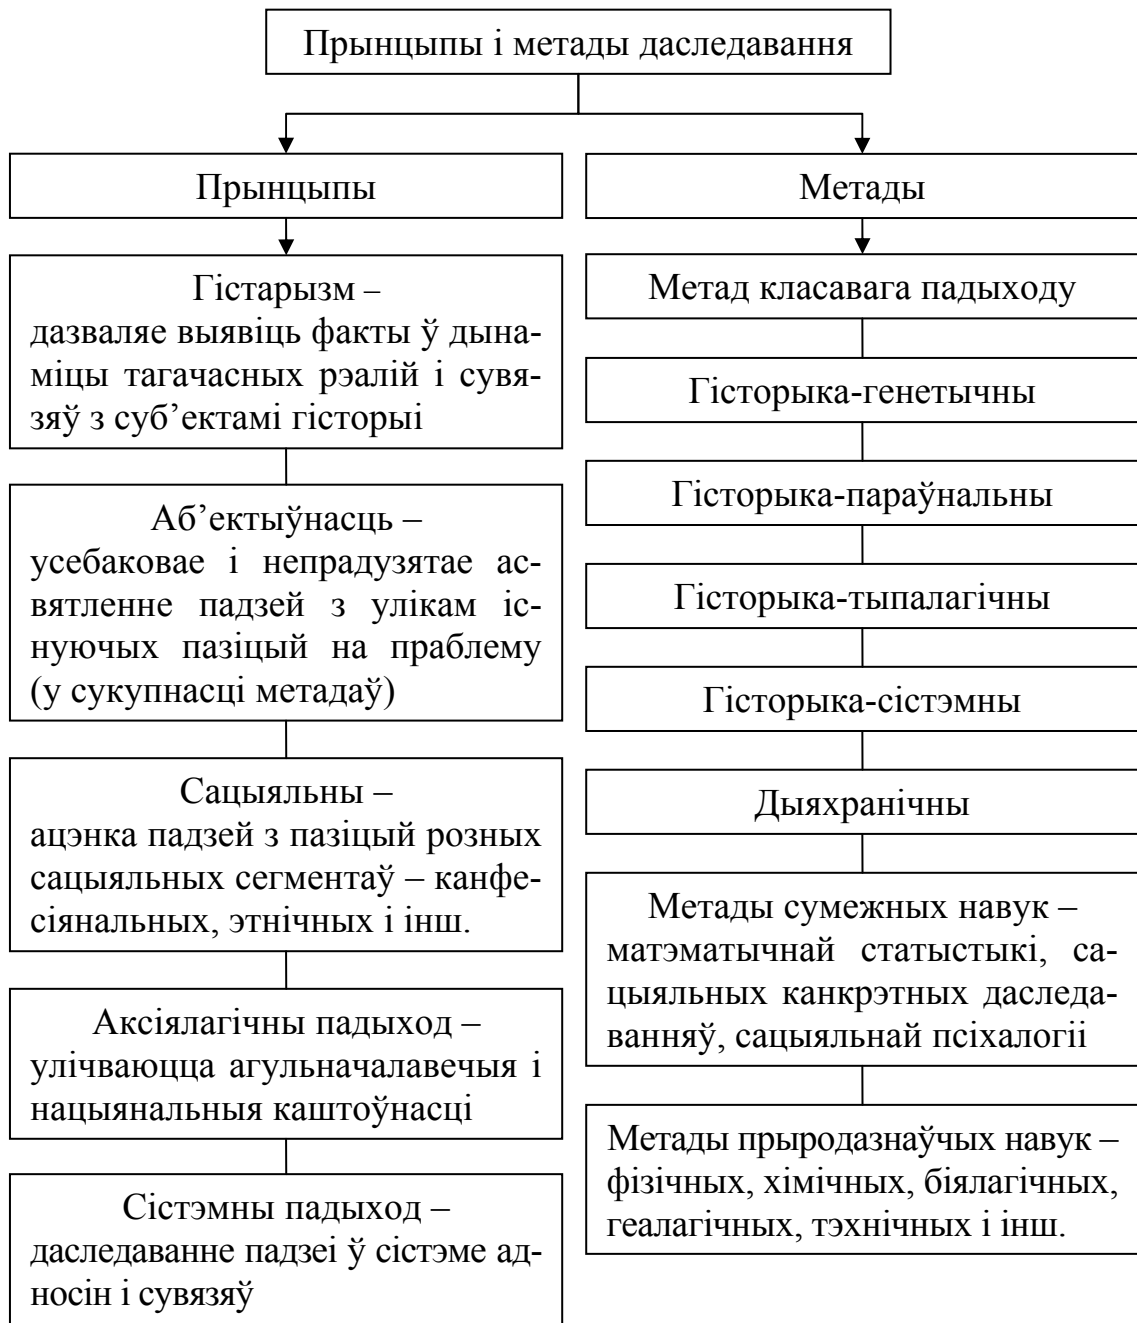 Прынцыпы і метады даследавання
Прынцыпы
Гістарызм –
дазваляе выявіць факты ў дына-
міцы тагачасных рэалій і сувя-
зяў з суб’ектамі гісторыі
Аб’ектыўнасць –
усебаковае і непрадузятае ас-
вятленне падзей з улікам іс-
нуючых пазіцый на праблему
(у сукупнасці метадаў)
Сацыяльны –
ацэнка падзей з пазіцый розных
сацыяльных сегментаў – канфе-
сіянальных, этнічных і інш.
Аксіялагічны падыход –
улічваюцца агульначалавечыя і
нацыянальныя каштоўнасці
Сістэмны падыход –
даследаванне падзеі ў сістэме ад-
носін і сувязяў
Метады
Метад класавага падыходу
Гісторыка-генетычны
Гісторыка-параўнальны
Гісторыка-тыпалагічны
Гісторыка-сістэмны
Дыяхранічны
Метады сумежных навук –
матэматычнай статыстыкі, са-
цыяльных канкрэтных даследа-
ванняў, сацыяльнай псіхалогіі
Метады прыродазнаўчых навук –
фізічных, хімічных, біялагічных,
геалагічных, тэхнічных і інш.